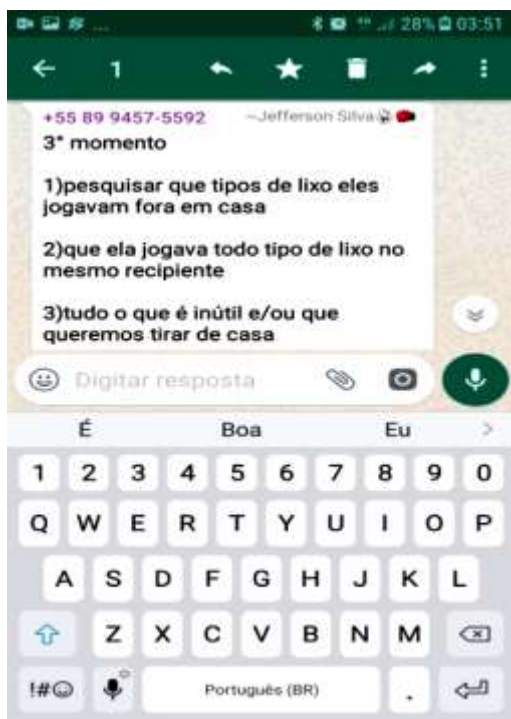 28% 03:51
1
+55 89 9457-5592 ~Jefferson Silva
3° momento
1)pesquisar que tipos de lixo eles
jogavam fora em casa
2)que ela jogava todo tipo de lixo no
mesmo recipiente
3)tudo o que é inútil e/ou que
queremos tirar de casa
Digitar resposta
É Boa Eu
1 2 3 4 5 6 7 8 9 0
Q W E R T Y U I O P
A S D F G H J K L
Z X C V B N M
!#☺ Português (BR) .